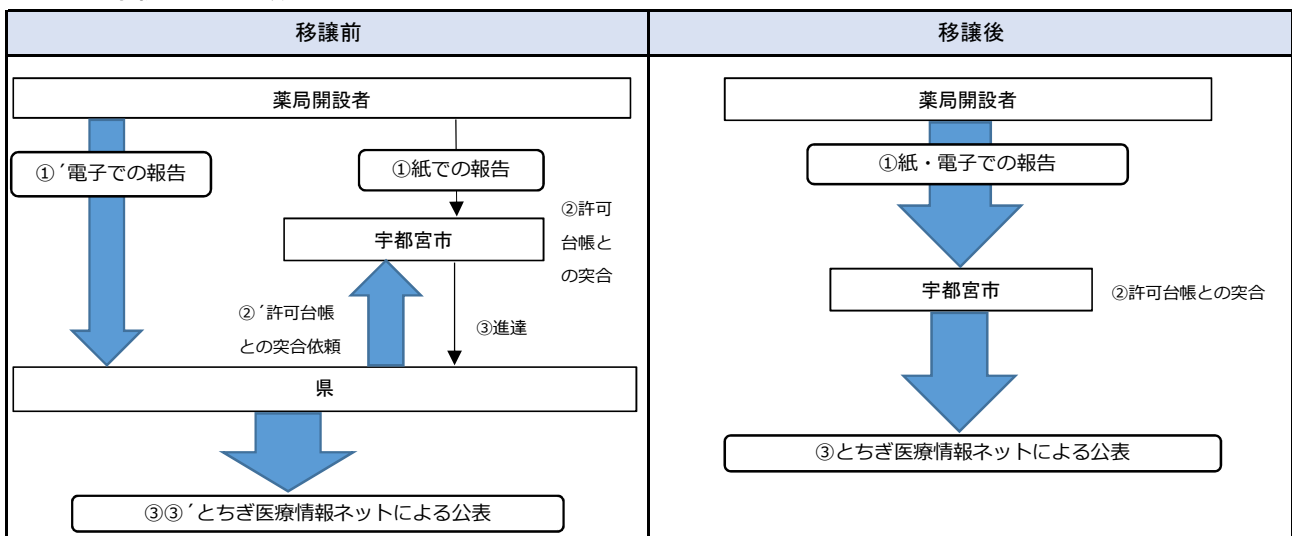 移譲前
移譲後
薬局開設者
①´電子での報告
①紙での報告
②許可
台帳と
の突合
宇都宮市
②´許可台帳
との突合依頼
③進達
県
③③´とちぎ医療情報ネットによる公表
薬局開設者
①紙・電子での報告
宇都宮市
②許可台帳との突合
③とちぎ医療情報ネットによる公表